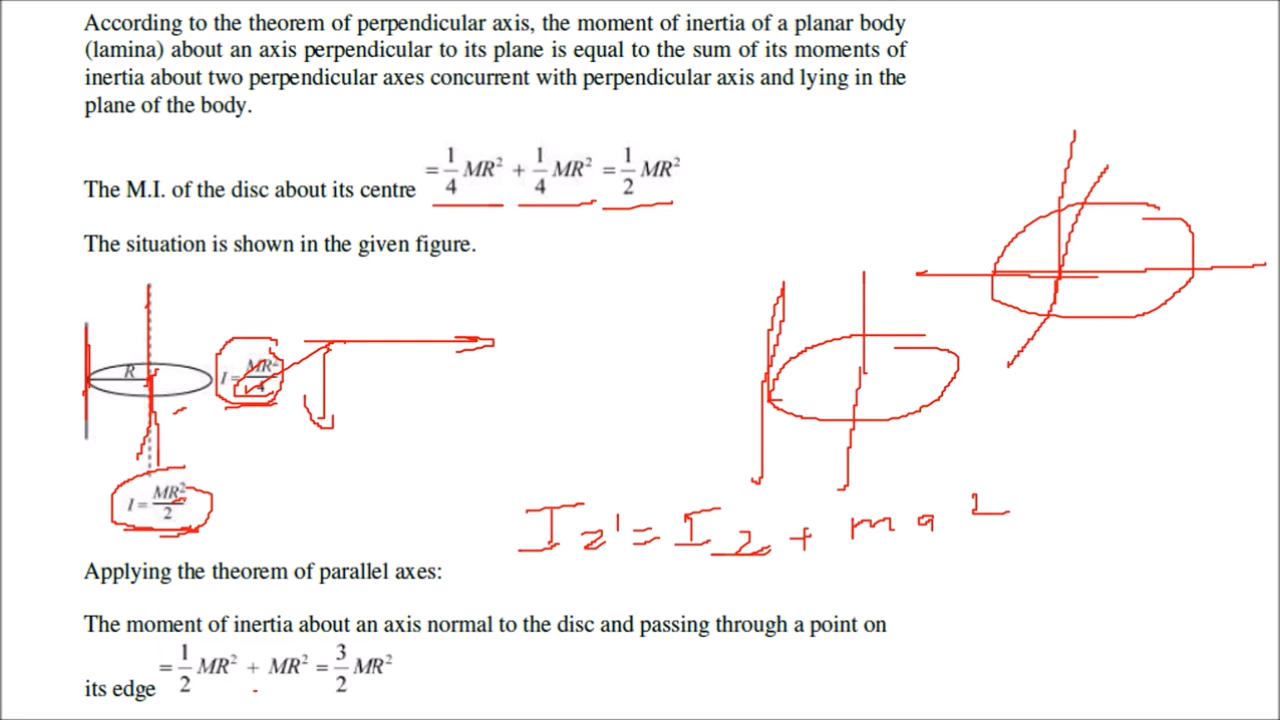 According to the theorem of perpendicular axis, the moment of inertia of a planar body
(lamina) about an axis perpendicular to its plane is equal to the sum of its moments of
inertia about two perpendicular axes concurrent with perpendicular axis and lying in the
plane of the body.
The M.I. of the disc about its centre = 1/4 MR² + 1/4 MR² = 1/2 MR²
The situation is shown in the given figure.
R
I = MR²/4
I = MR²/2
Iz' = Iz + ma²
Applying the theorem of parallel axes:
The moment of inertia about an axis normal to the disc and passing through a point on
its edge = 1/2 MR² + MR² = 3/2 MR²